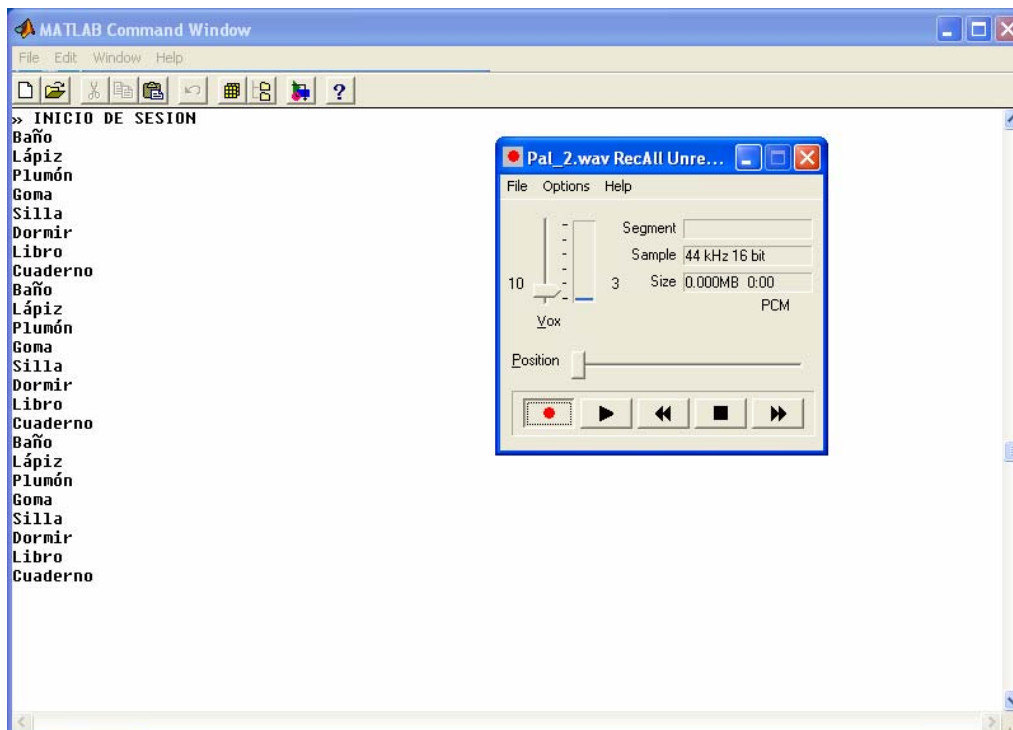 MATLAB Command Window
File Edit Window Help
» INICIO DE SESION
Baño
Lápiz
Plumón
Goma
Silla
Dormir
Libro
Cuaderno
Baño
Lápiz
Plumón
Goma
Silla
Dormir
Libro
Cuaderno
Baño
Lápiz
Plumón
Goma
Silla
Dormir
Libro
Cuaderno
Pal_2.wav RecAll Unre...
File Options Help
Segment
Sample 44 kHz 16 bit
10 3 Size 0.000MB 0:00
PCM
Vox
Position